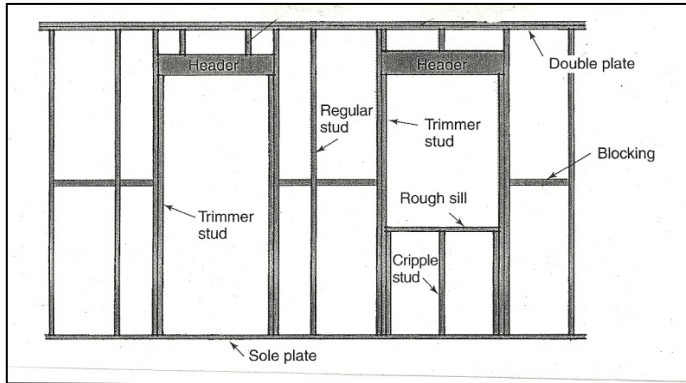 Header
Header
Double plate
Regular
stud
Trimmer
stud
Blocking
Rough sill
Trimmer
stud
Cripple
stud
Sole plate